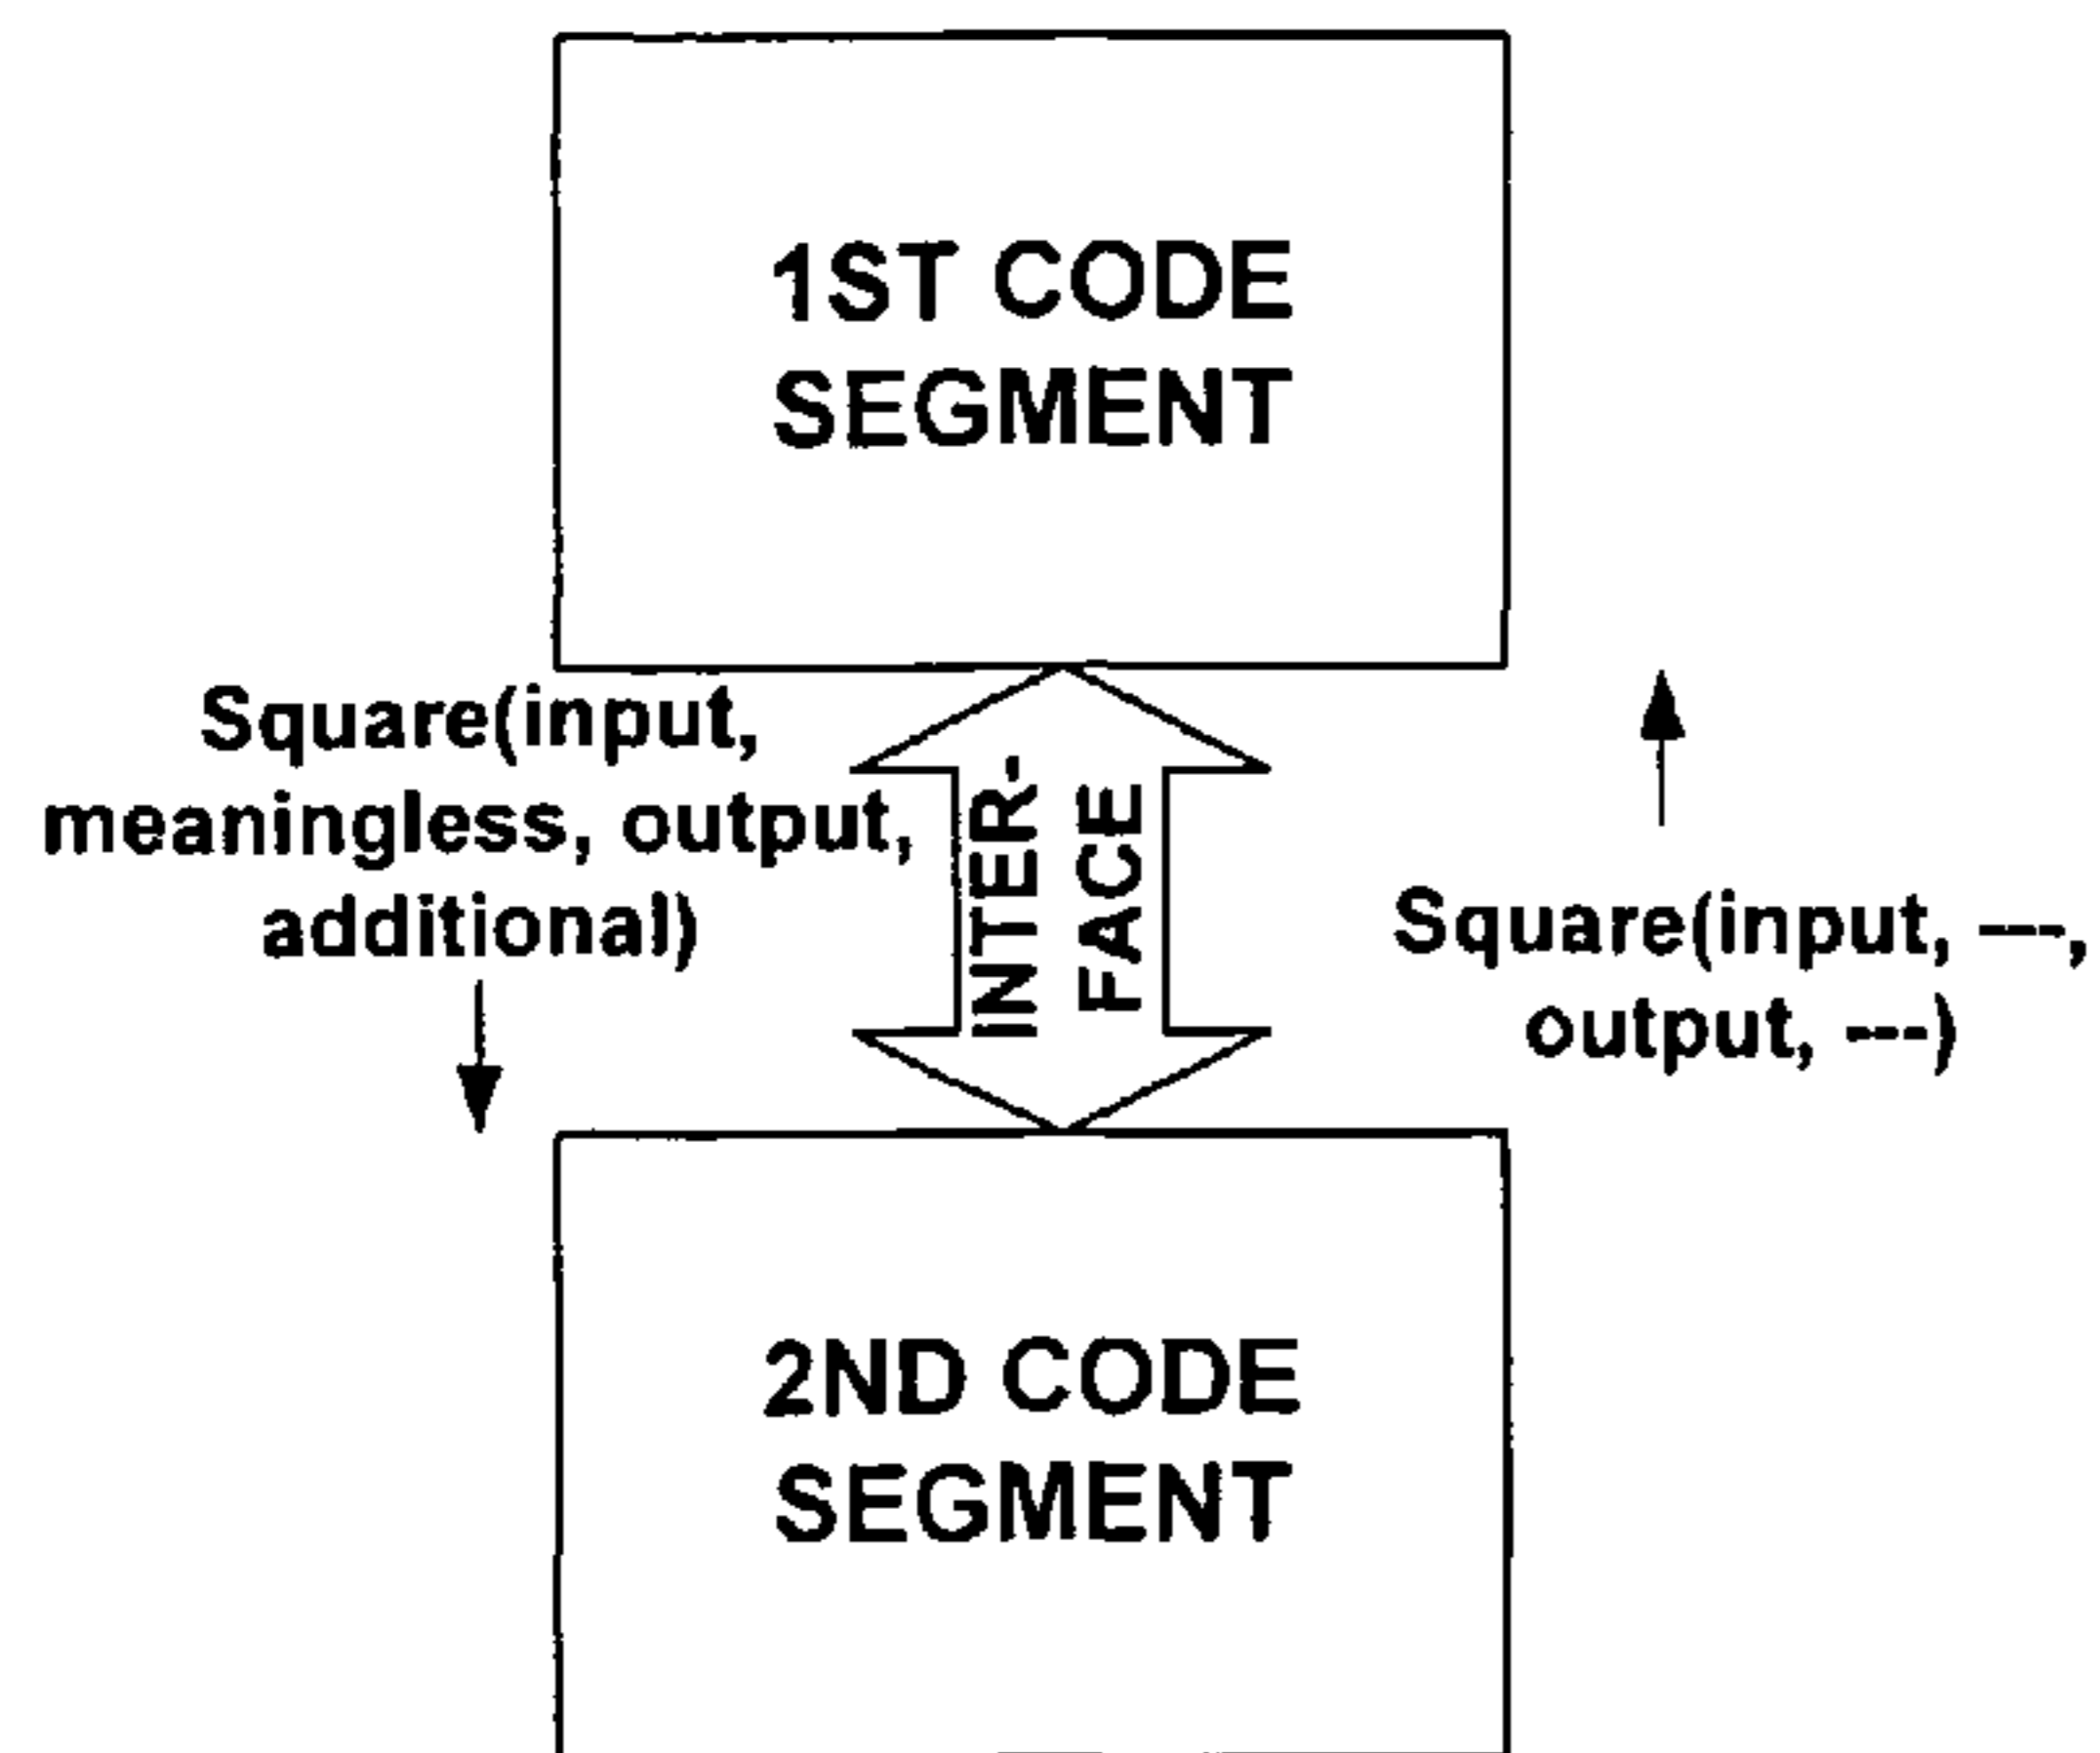 1ST CODE
SEGMENT
Square(input,
meaningless, output,
additional)
INTER-
FACE
Square(input, ---,
output, ---)
2ND CODE
SEGMENT